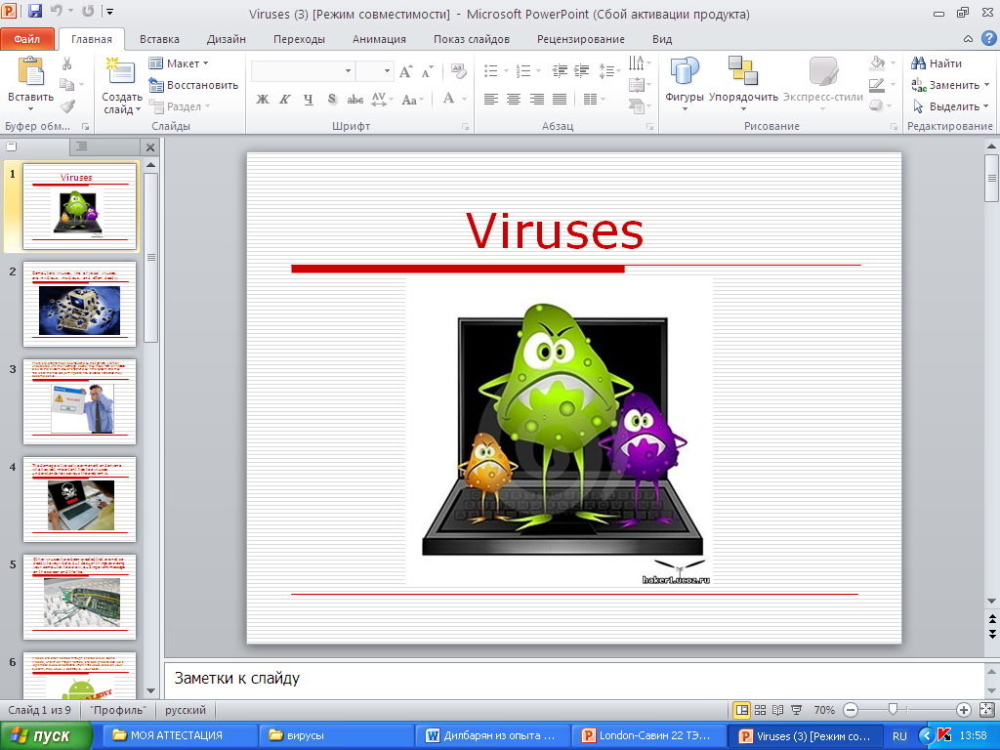 Viruses (3) [Режим совместимости] - Microsoft PowerPoint (Сбой активации продукта)
Файл Главная Вставка Дизайн Переходы Анимация Показ слайдов Рецензирование Вид
Вставить
Буфер обм...
Создать слайд
Макет
Восстановить
Раздел
Слайды
Ж К Ч S abc AV Aa A
Шрифт
Абзац
Фигуры Упорядочить Экспресс-стили
Рисование
Найти
Заменить
Выделить
Редактирование
1
Viruses
2
3
4
5
6
Viruses
hakerl.ucoz.ru
Заметки к слайду
Слайд 1 из 9 "Профиль" русский 70%
пуск МОЯ АТТЕСТАЦИЯ вирусы Дилбарян из опыта ... London-Савин 22 ТЭ... Viruses (3) [Режим со... RU 13:58